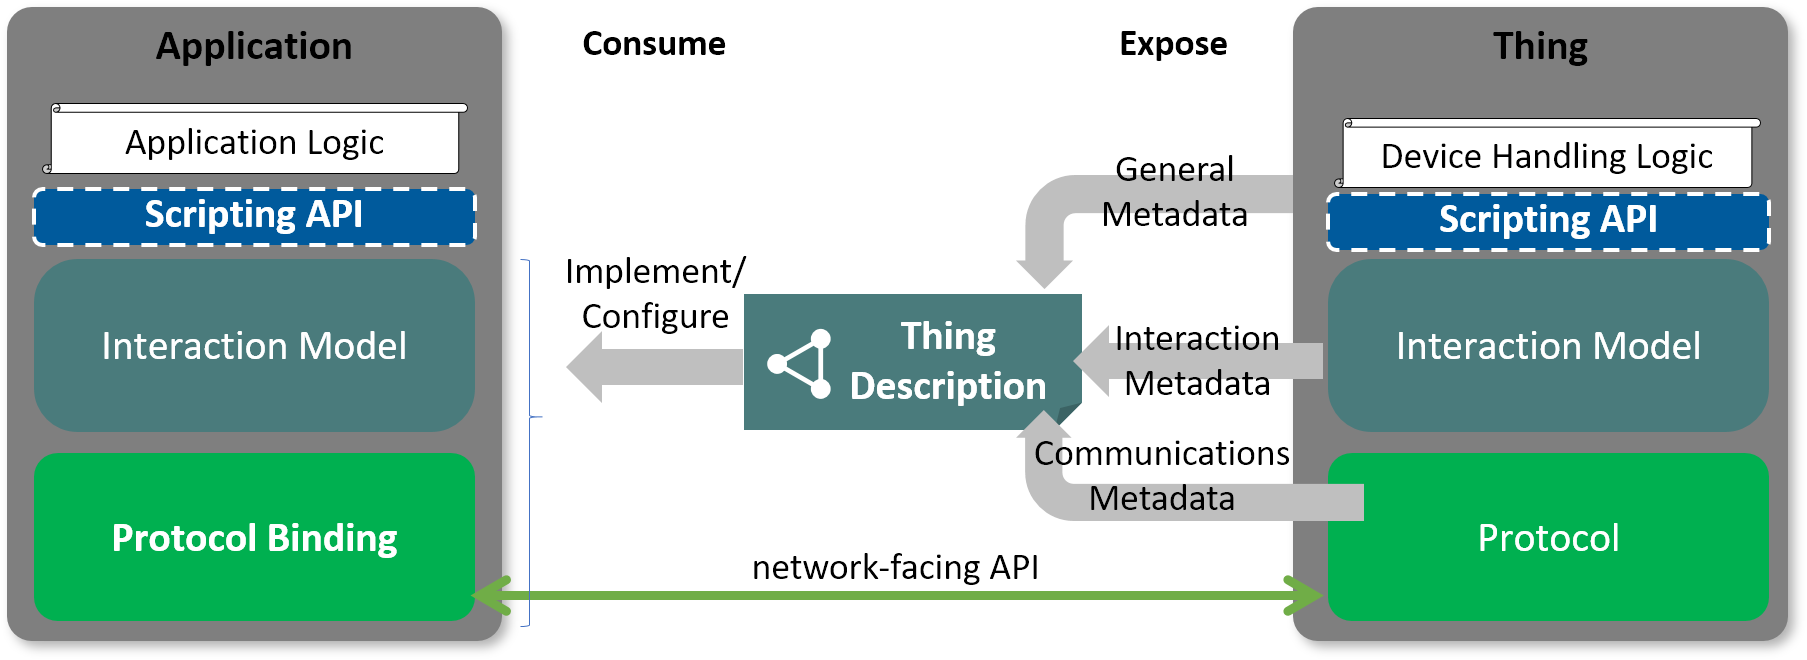 Application
Consume
Expose
Thing
Application Logic
Scripting API
Interaction Model
Protocol Binding
Implement/
Configure
Thing
Description
General
Metadata
Interaction
Metadata
Communications
Metadata
network-facing API
Device Handling Logic
Scripting API
Interaction Model
Protocol